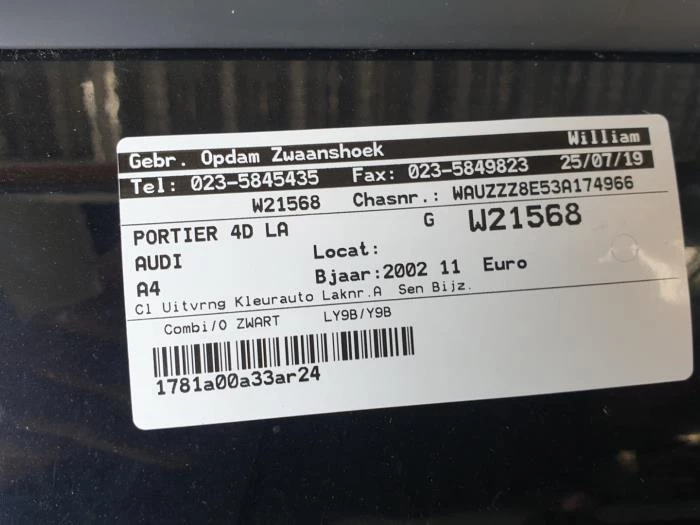 Gebr. Opdam Zwaanshoek William
Tel: 023-5845435 Fax: 023-5849823 25/07/19
W21568 Chasnr.: WAUZZZ8E53A174966
PORTIER 4D LA G W21568
AUDI Locat:
A4 Bjaar:2002 11 Euro
Cl Uitvrng Kleurauto Laknr.A Sen Bijz.
Combi/O ZWART LY9B/Y9B
1781a00a33ar24